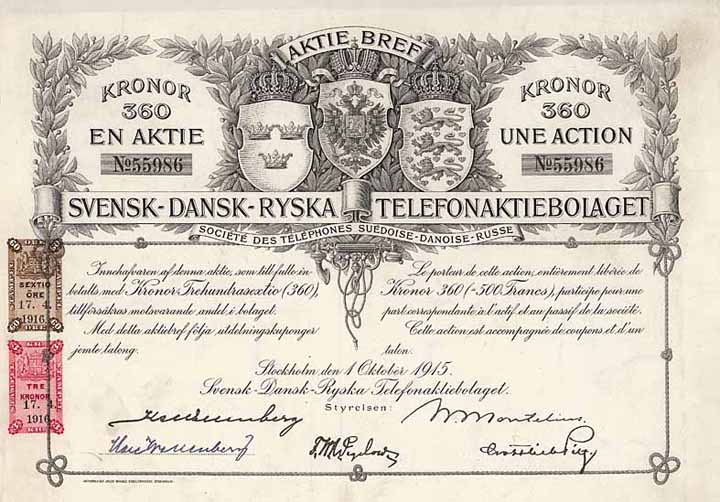 AKTIE BREF
KRONOR
360
EN AKTIE
No 55986
KRONOR
360
UNE ACTION
No 55986
SVENSK-DANSK-RYSKA TELEFONAKTIEBOLAGET
SOCIÉTÉ DES TÉLÉPHONES SUÉDOISE-DANOISE-RUSSE
Innehafvaren af denna aktie, som till fullo in-
betalts med Kronor Trehundrasextio (360),
tillförsäkras motsvarande andel i bolaget.
Med detta aktiebref följa utdelningskuponger
jemte talong.
Le porteur de cette action, entièrement libérée de
Kronor 360 (=500 Francs), participe pour une
part correspondante à l'actif et au passif de la société.
Cette action est accompagnée de coupons et d'un
talon.
Stockholm den 1 Oktober 1915.
Svensk-Dansk-Ryska Telefonaktiebolaget.
Styrelsen:
SEXTIO
ÖRE
17. 4.
1916
TRE
KRONOR
17. 4.
1916